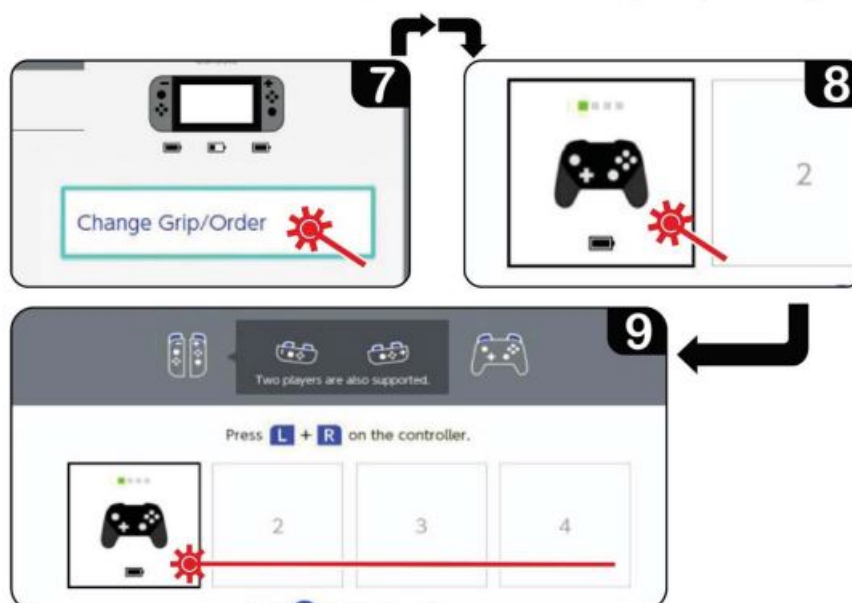 7
Change Grip/Order
8
2
9
Two players are also supported.
Press L + R on the controller.
2
3
4